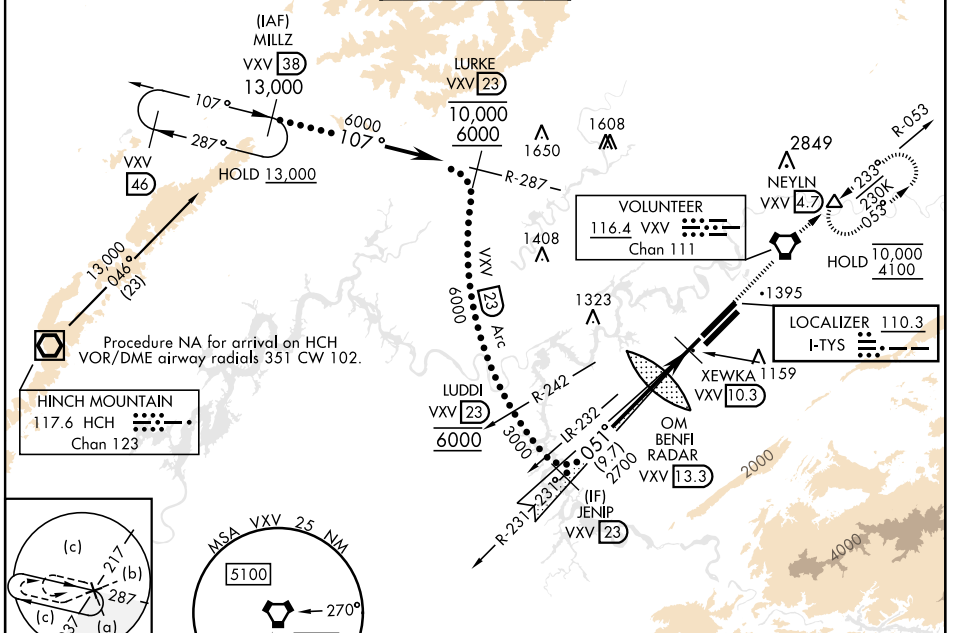 (IAF)
MILLZ
VXV 38
13,000
LURKE
VXV 23
10,000
6000
107°
287°
VXV
46
HOLD 13,000
6000
107°
R-287
1650
1608
2849
R-053
NEYLN
VXV 4.7
233°
230K
053°
HOLD 10,000
4100
VOLUNTEER
116.4 VXV
Chan 111
1408
13,000
046°
(23)
VXV 23 Arc
6000
1323
1395
LOCALIZER 110.3
I-TYS
Procedure NA for arrival on HCH
VOR/DME airway radials 351 CW 102.
HINCH MOUNTAIN
117.6 HCH
Chan 123
LUDDI
VXV 23
6000
R-242
3000
LR-232
XEWKA
VXV 10.3
1159
OM
BENFI
RADAR
VXV 13.3
051°
(9.7)
2700
R-231
231°
(IF)
JENIP
VXV 23
2000
4000
(c)
217
(b)
287
(c)
(a)
MSA VXV 25 NM
5100
270°